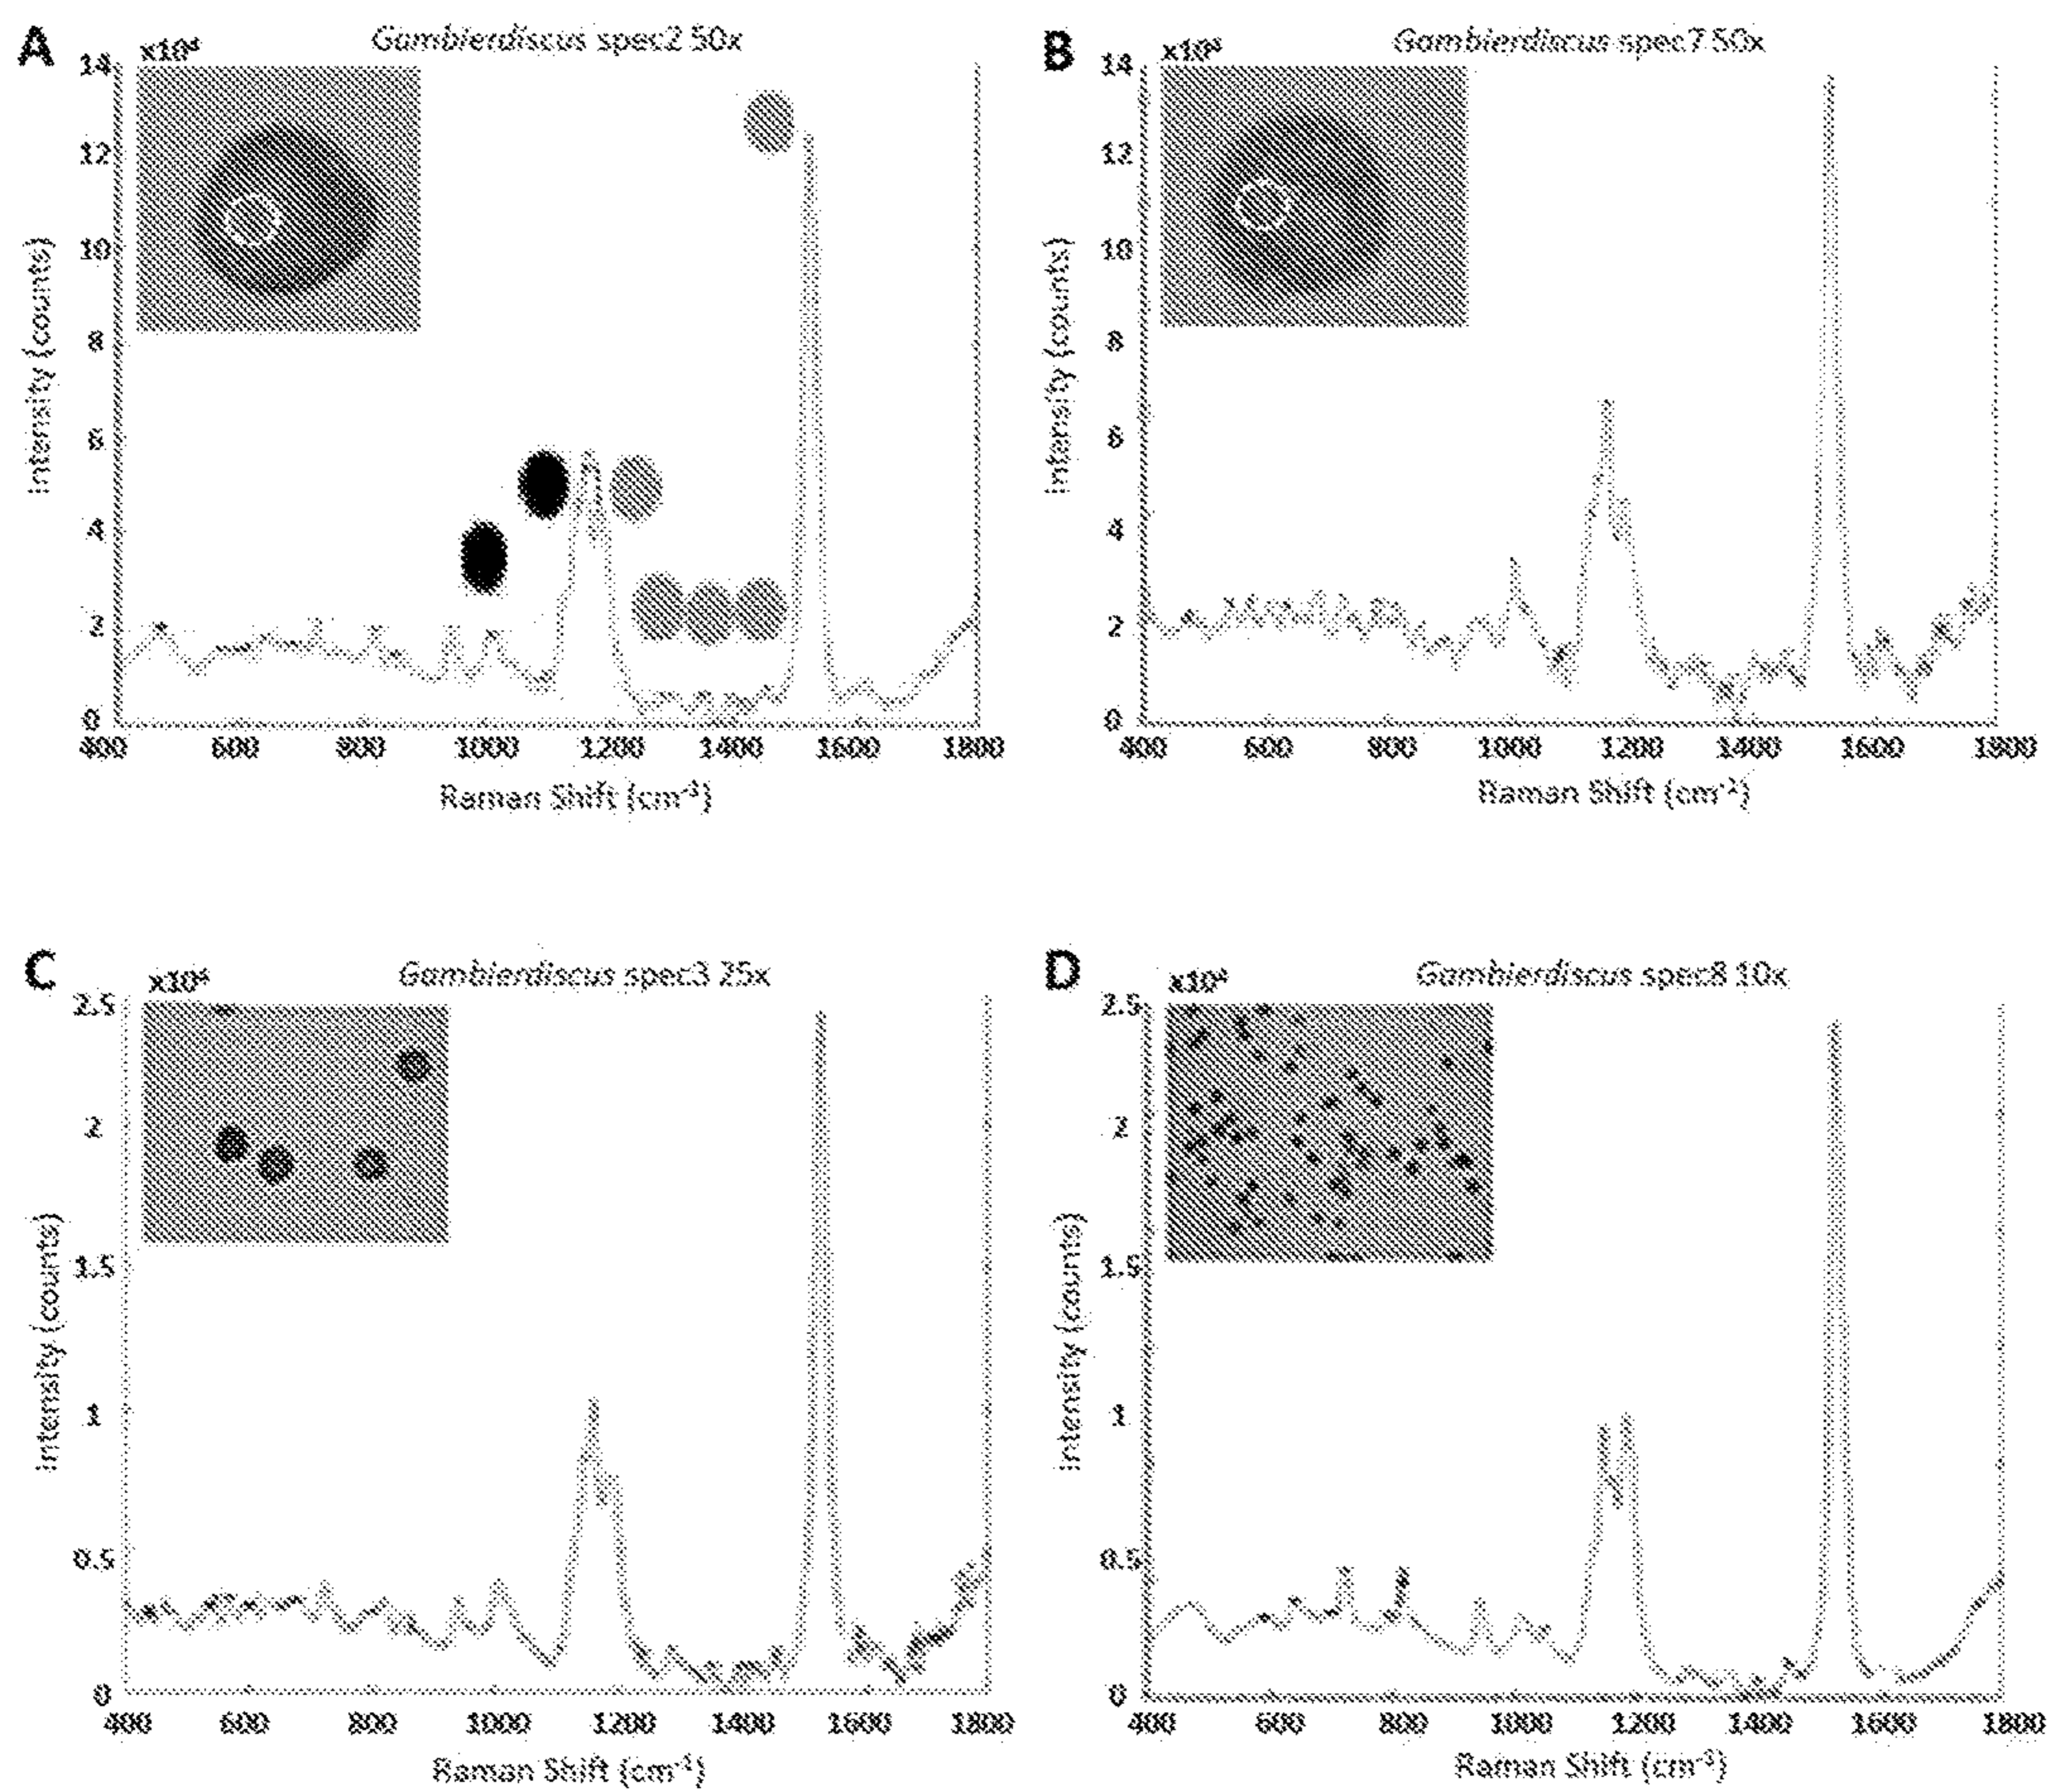 A
Gambierdiscus spec2 50x
x10⁴
14
12
10
8
6
4
2
0
400 600 800 1000 1200 1400 1600 1800
Intensity (counts)
Raman Shift (cm⁻¹)
B
Gambierdiscus spec7 50x
x10⁴
14
12
10
8
6
4
2
0
400 600 800 1000 1200 1400 1600 1800
Intensity (counts)
Raman Shift (cm⁻¹)
C
Gambierdiscus spec3 25x
x10⁴
2.5
2
1.5
1
0.5
0
400 600 800 1000 1200 1400 1600 1800
Intensity (counts)
Raman Shift (cm⁻¹)
D
Gambierdiscus spec8 10x
x10⁴
2.5
2
1.5
1
0.5
0
400 600 800 1000 1200 1400 1600 1800
Intensity (counts)
Raman Shift (cm⁻¹)